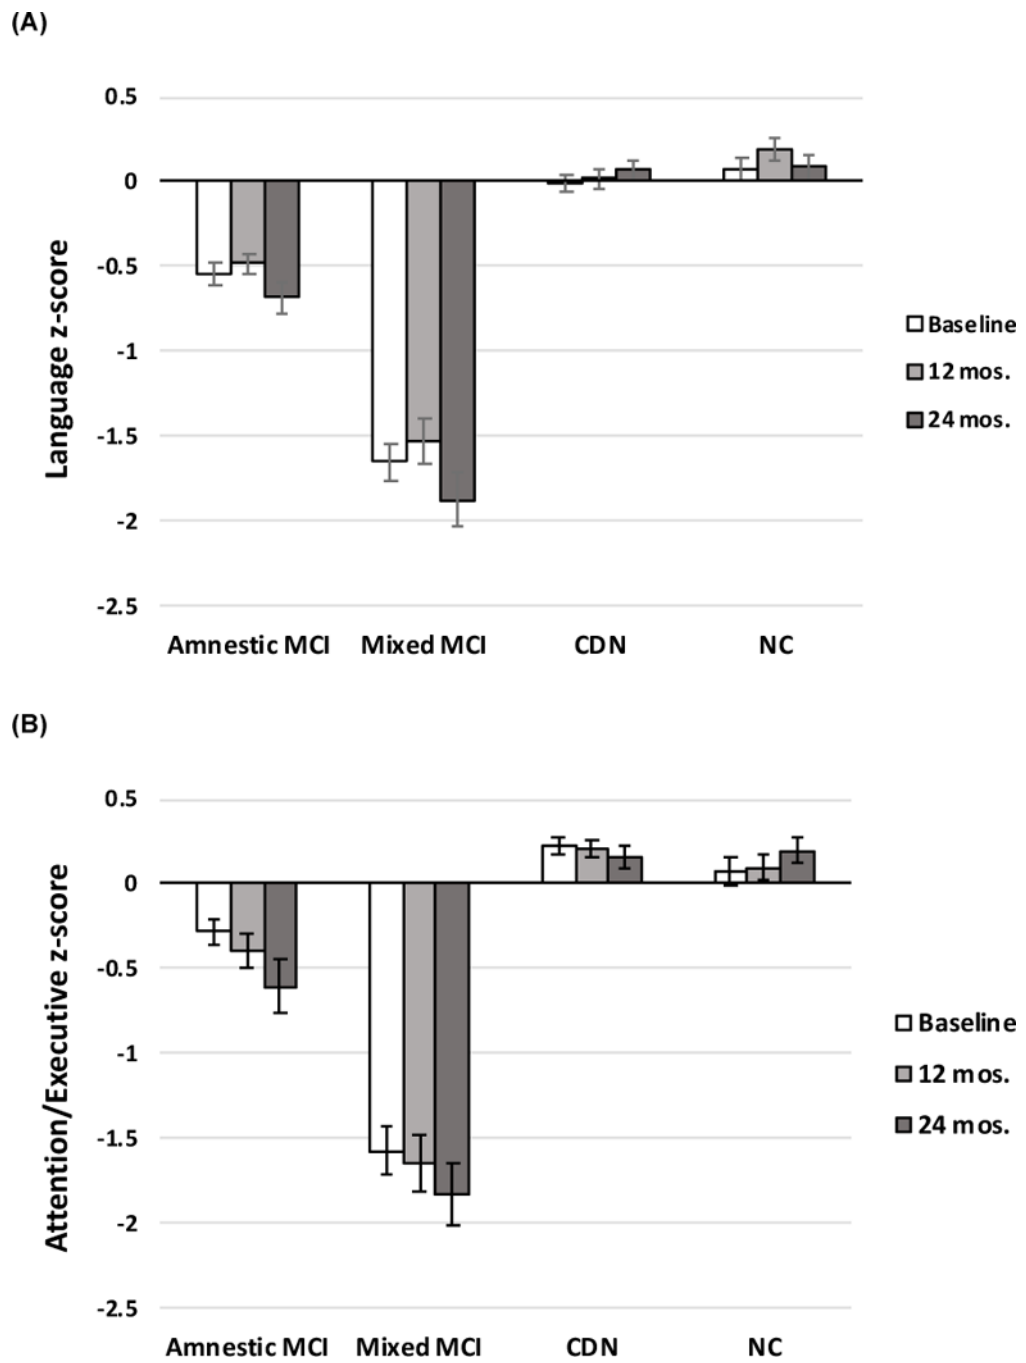 (A)
0.5
0
-0.5
-1
-1.5
-2
-2.5
Language z-score
Amnestic MCI Mixed MCI CDN NC
Baseline
12 mos.
24 mos.
(B)
0.5
0
-0.5
-1
-1.5
-2
-2.5
Attention/Executive z-score
Amnestic MCI Mixed MCI CDN NC
Baseline
12 mos.
24 mos.